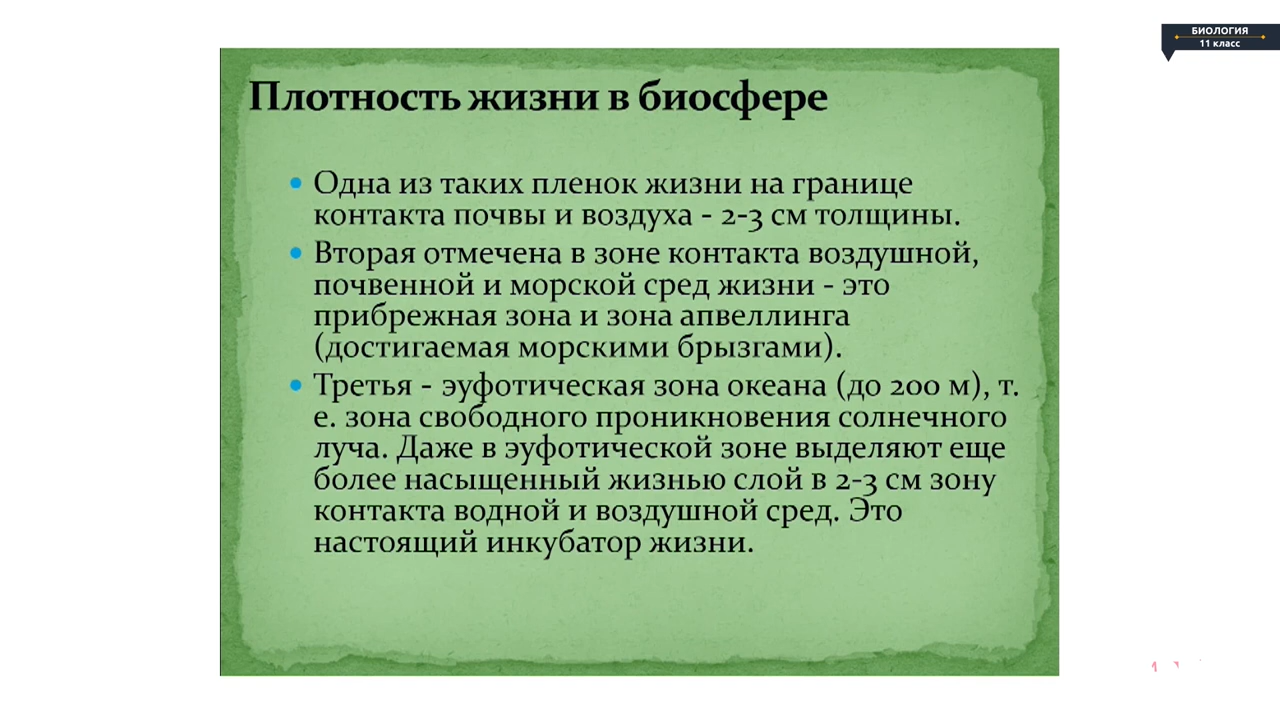 БИОЛОГИЯ
11 класс
Плотность жизни в биосфере
Одна из таких пленок жизни на границе
контакта почвы и воздуха - 2-3 см толщины.
Вторая отмечена в зоне контакта воздушной,
почвенной и морской сред жизни - это
прибрежная зона и зона апвеллинга
(достигаемая морскими брызгами).
Третья - эуфотическая зона океана (до 200 м), т.
е. зона свободного проникновения солнечного
луча. Даже в эуфотической зоне выделяют еще
более насыщенный жизнью слой в 2-3 см зону
контакта водной и воздушной сред. Это
настоящий инкубатор жизни.